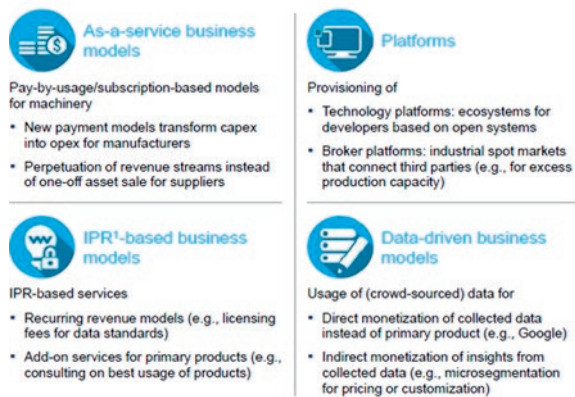 As-a-service business
models
Pay-by-usage/subscription-based models
for machinery
• New payment models transform capex
into opex for manufacturers
• Perpetuation of revenue streams instead
of one-off asset sale for suppliers
Platforms
Provisioning of
• Technology platforms: ecosystems for
developers based on open systems
• Broker platforms: industrial spot markets
that connect third parties (e.g., for excess
production capacity)
IPR¹-based business
models
IPR-based services
• Recurring revenue models (e.g., licensing
fees for data standards)
• Add-on services for primary products (e.g.,
consulting on best usage of products)
Data-driven business
models
Usage of (crowd-sourced) data for
• Direct monetization of collected data
instead of primary product (e.g., Google)
• Indirect monetization of insights from
collected data (e.g., microsegmentation
for pricing or customization)